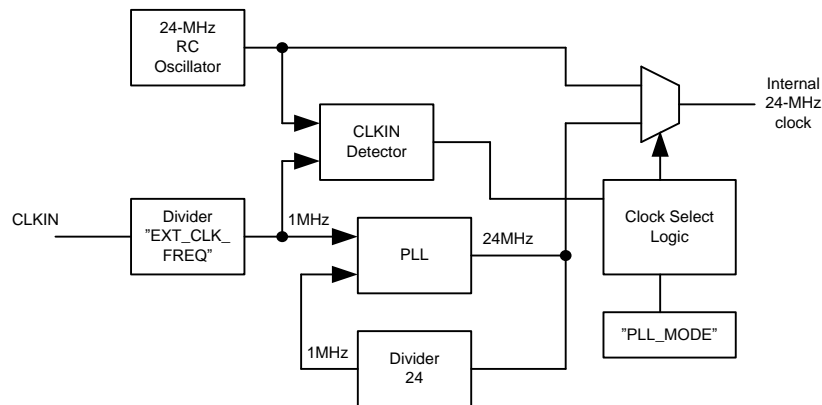 24-MHz
RC
Oscillator
Internal
24-MHz
clock
CLKIN
Detector
CLKIN
Divider
"EXT_CLK_
FREQ"
1MHz
PLL
24MHz
Clock Select
Logic
"PLL_MODE"
1MHz
Divider
24